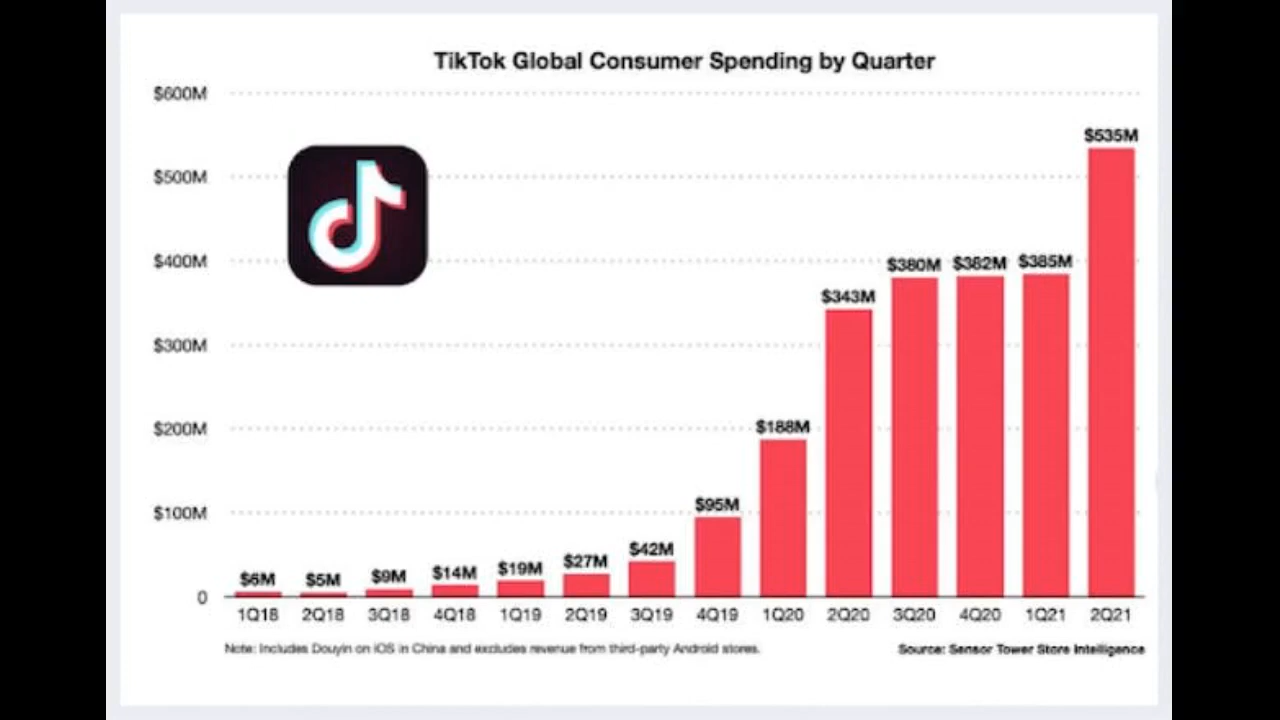 TikTok Global Consumer Spending by Quarter
$600M
$500M
$400M
$300M
$200M
$100M
0
$6M $5M $9M $14M $19M $27M $42M $95M $188M $343M $380M $382M $385M $535M
1Q18 2Q18 3Q18 4Q18 1Q19 2Q19 3Q19 4Q19 1Q20 2Q20 3Q20 4Q20 1Q21 2Q21
Note: Includes Douyin on iOS in China and excludes revenue from third-party Android stores. Source: Sensor Tower Store Intelligence